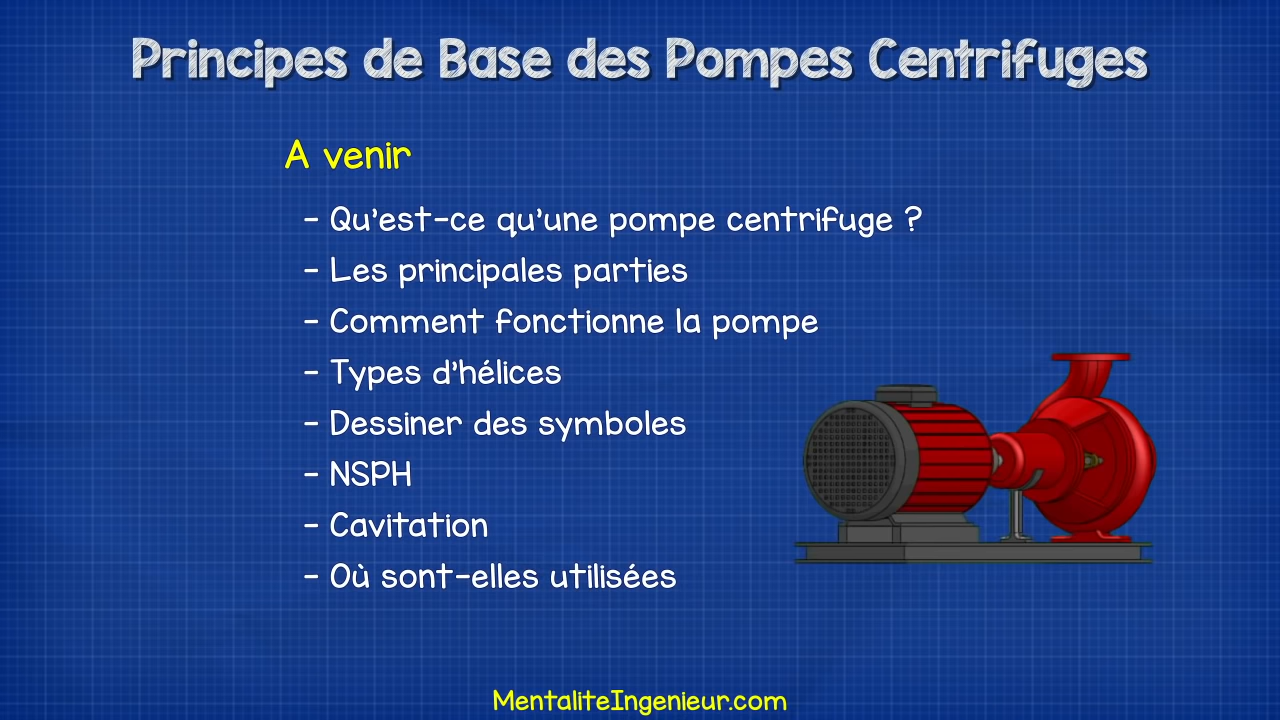 Principes de Base des Pompes Centrifuges
A venir
- Qu'est-ce qu'une pompe centrifuge ?
- Les principales parties
- Comment fonctionne la pompe
- Types d'hélices
- Dessiner des symboles
- NSPH
- Cavitation
- Où sont-elles utilisées
MentaliteIngenieur.com